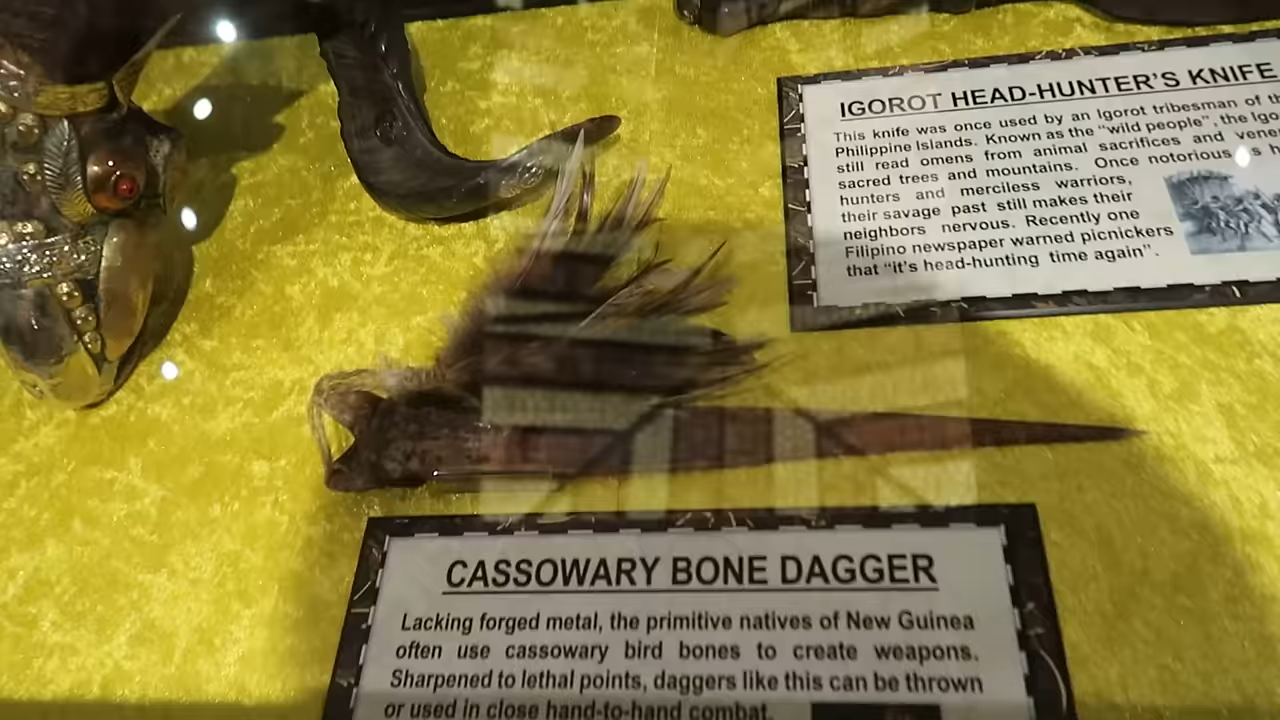 IGOROT HEAD-HUNTER'S KNIFE
This knife was once used by an Igorot tribesman of
Philippine Islands. Known as the "wild people", the
still read omens from animal sacrifices and
sacred trees and mountains. Once notorious
hunters and merciless warriors,
their savage past still makes their
neighbors nervous. Recently one
Filipino newspaper warned picnickers
that "it's head-hunting time again".
CASSOWARY BONE DAGGER
Lacking forged metal, the primitive natives of New Guinea
often use cassowary bird bones to create weapons.
Sharpened to lethal points, daggers like this can be thrown
or used in close hand-to-hand combat.